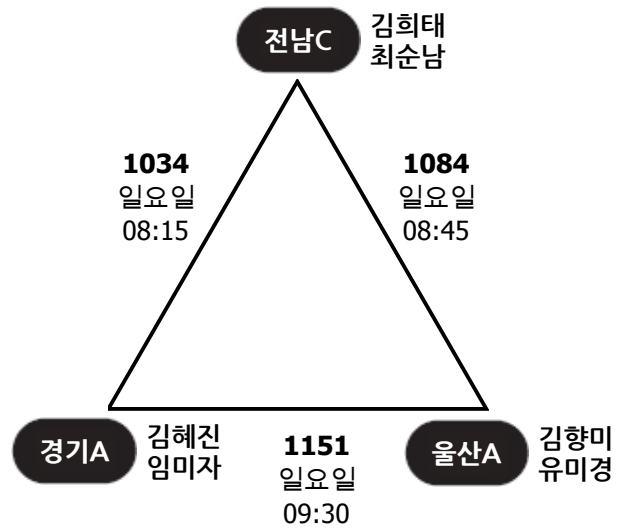 전남C
김희태
최순남
1034
일요일
08:15
1084
일요일
08:45
경기A
김혜진
임미자
1151
일요일
09:30
울산A
김향미
유미경